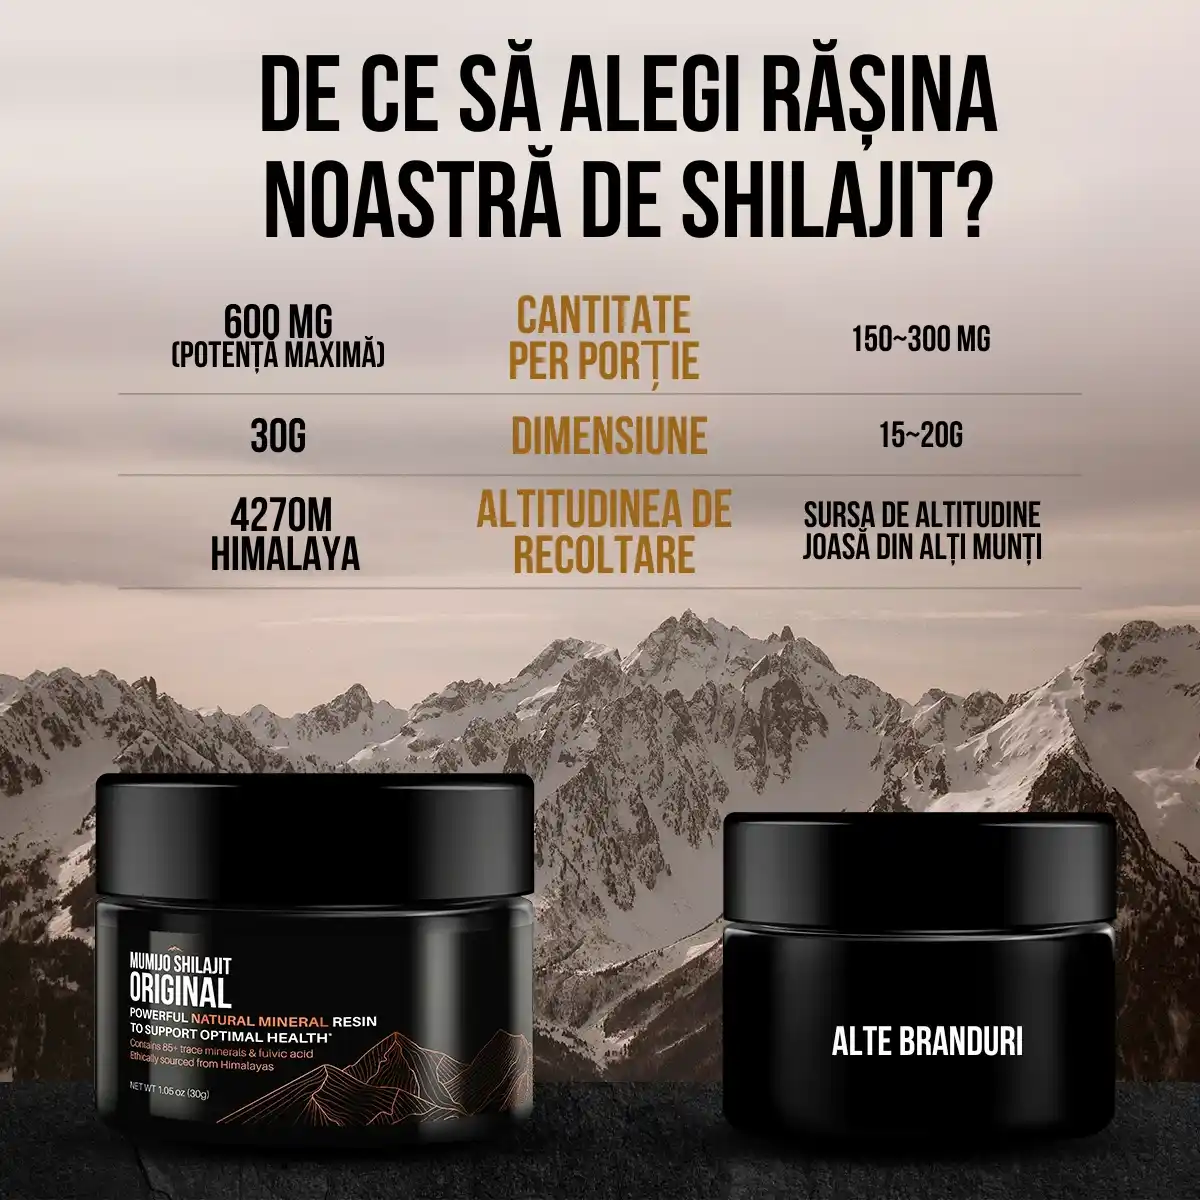 DE CE SĂ ALEGI RĂȘINA
NOASTRĂ DE SHILAJIT?
600 MG
(POTENȚA MAXIMĂ)
CANTITATE
PER PORȚIE
150~300 MG
30G
DIMENSIUNE
15~20G
4270M
HIMALAYA
ALTITUDINEA DE
RECOLTARE
SURSA DE ALTITUDINE
JOASĂ DIN ALȚI MUNȚI
MUMIJO SHILAJIT
ORIGINAL
POWERFUL NATURAL MINERAL RESIN
TO SUPPORT OPTIMAL HEALTH*
Contains 85+ trace minerals & fulvic acid
Ethically sourced from Himalayas
NET WT 1.05 oz (30g)
ALTE BRANDURI